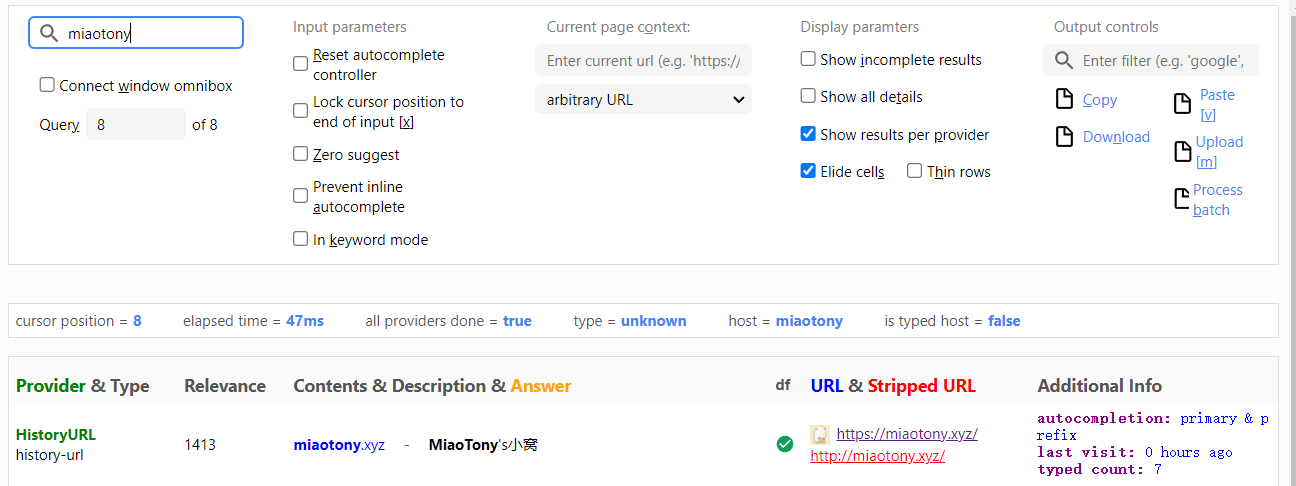 miaotony
Connect window omnibox
Query 8 of 8
Input parameters
Reset autocomplete
controller
Lock cursor position to
end of input [x]
Zero suggest
Prevent inline
autocomplete
In keyword mode
Current page context:
Enter current url (e.g. 'https:/
arbitrary URL
Display paramters
Show incomplete results
Show all details
Show results per provider
Elide cells Thin rows
Output controls
Enter filter (e.g. 'google',
Copy
Download
Paste
[v]
Upload
[m]
Process
batch
cursor position = 8 elapsed time = 47ms all providers done = true type = unknown host = miaotony is typed host = false
Provider & Type Relevance Contents & Description & Answer df URL & Stripped URL Additional Info
HistoryURL
history-url
1413
miaotony.xyz - MiaoTony's小窝
https://miaotony.xyz/
http://miaotony.xyz/
autocompletion: primary & p
refix
last visit: 0 hours ago
typed count: 7